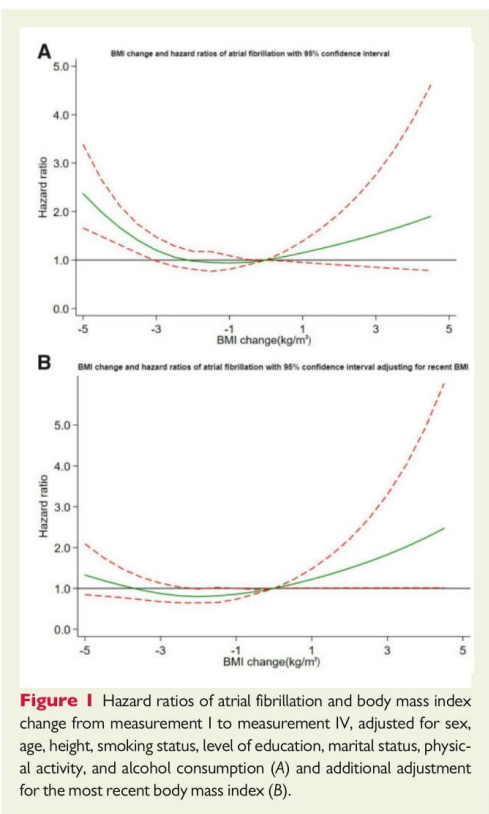 A
BMI change and hazard ratios of atrial fibrillation with 95% confidence interval
5.0
4.0
3.0
2.0
1.0
0.0
Hazard ratio
-5 -3 -1 1 3 5
BMI change(kg/m²)
B
BMI change and hazard ratios of atrial fibrillation with 95% confidence interval adjusting for recent BMI
5.0
4.0
3.0
2.0
1.0
0.0
Hazard ratio
-5 -3 -1 1 3 5
BMI change(kg/m²)
Figure 1 Hazard ratios of atrial fibrillation and body mass index
change from measurement I to measurement IV, adjusted for sex,
age, height, smoking status, level of education, marital status, physic-
al activity, and alcohol consumption (A) and additional adjustment
for the most recent body mass index (B).